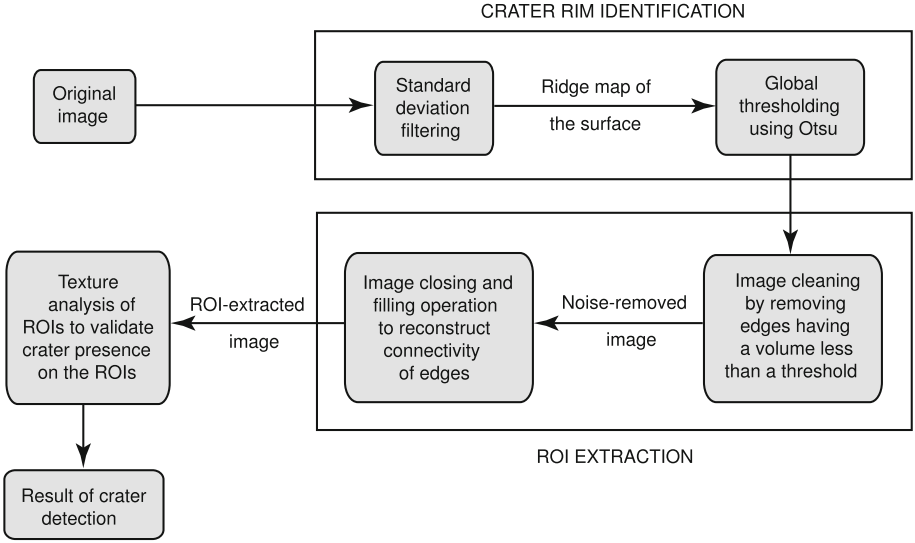 CRATER RIM IDENTIFICATION
Original
image
Standard
deviation
filtering
Ridge map of
the surface
Global
thresholding
using Otsu
Image cleaning
by removing
edges having
a volume less
than a threshold
Noise-removed
image
Image closing and
filling operation
to reconstruct
connectivity
of edges
ROI-extracted
image
Texture
analysis of
ROIs to validate
crater presence
on the ROIs
ROI EXTRACTION
Result of crater
detection